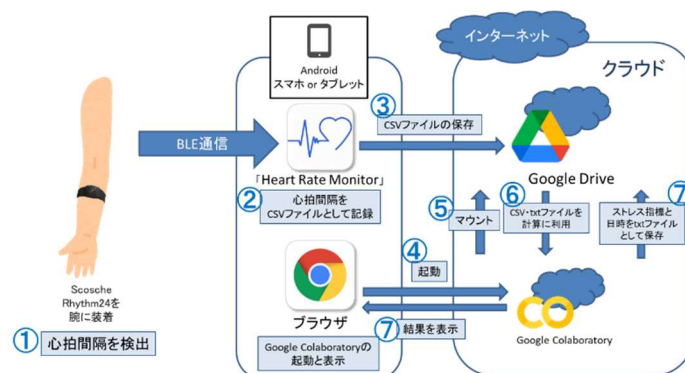 インターネット
クラウド
Android
スマホ or タブレット
BLE通信
「Heart Rate Monitor」
②
心拍間隔を
CSVファイルとして記録
③
CSVファイルの保存
Google Drive
⑤
マウント
⑥
CSV・txtファイルを
計算に利用
⑦
ストレス指標と
日時をtxtファイル
として保存
④
起動
Scosche
Rhythm24を
腕に装着
①
心拍間隔を検出
ブラウザ
Google Colaboratoryの
起動と表示
⑦
結果を表示
Google Colaboratory